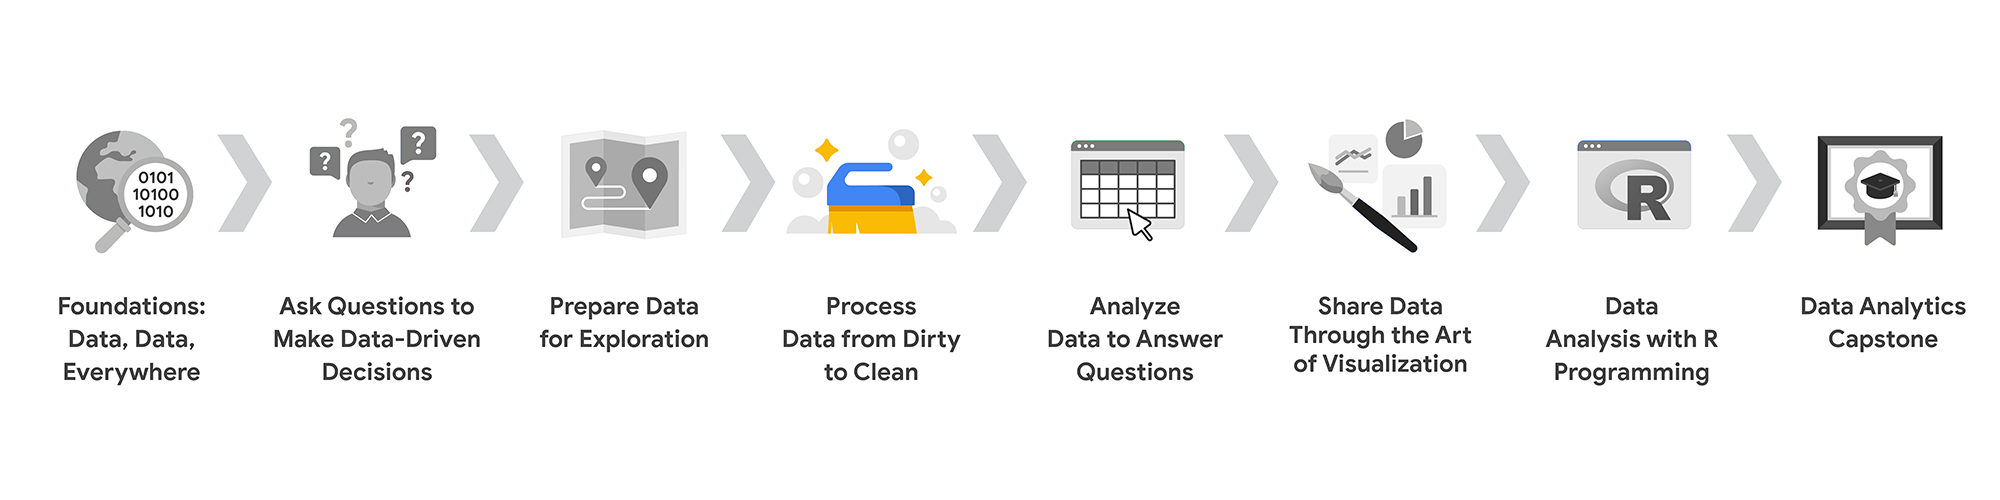 0101
10100
1010
?
?
?
?
R
Foundations:
Data, Data,
Everywhere
Ask Questions to
Make Data-Driven
Decisions
Prepare Data
for Exploration
Process
Data from Dirty
to Clean
Analyze
Data to Answer
Questions
Share Data
Through the Art
of Visualization
Data
Analysis with R
Programming
Data Analytics
Capstone